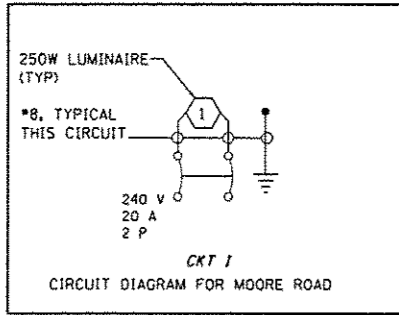 250W LUMINAIRE
(TYP)
1
#8, TYPICAL
THIS CIRCUIT
240 V
20 A
2 P
CKT I
CIRCUIT DIAGRAM FOR MOORE ROAD